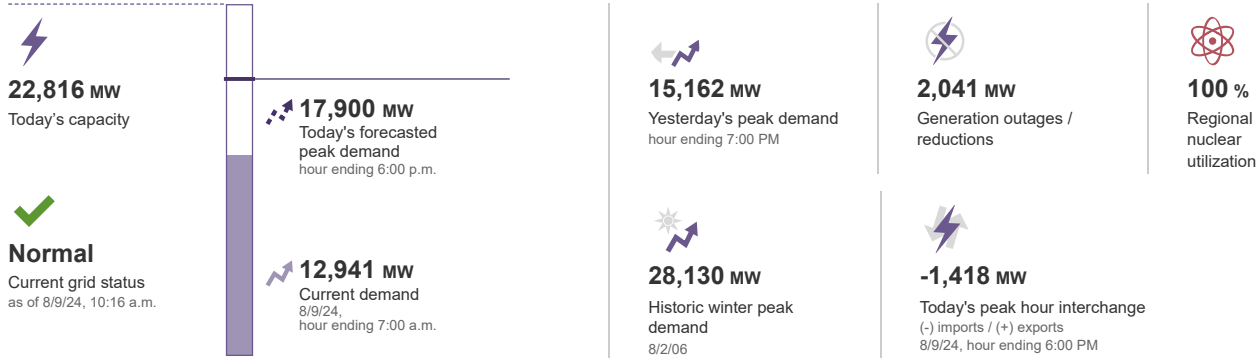 22,816 MW
Today's capacity
Normal
Current grid status
as of 8/9/24, 10:16 a.m.
17,900 MW
Today's forecasted
peak demand
hour ending 6:00 p.m.
12,941 MW
Current demand
8/9/24,
hour ending 7:00 a.m.
15,162 MW
Yesterday's peak demand
hour ending 7:00 PM
2,041 MW
Generation outages /
reductions
100 %
Regional
nuclear
utilization
28,130 MW
Historic winter peak
demand
8/2/06
-1,418 MW
Today's peak hour interchange
(-) imports / (+) exports
8/9/24, hour ending 6:00 PM